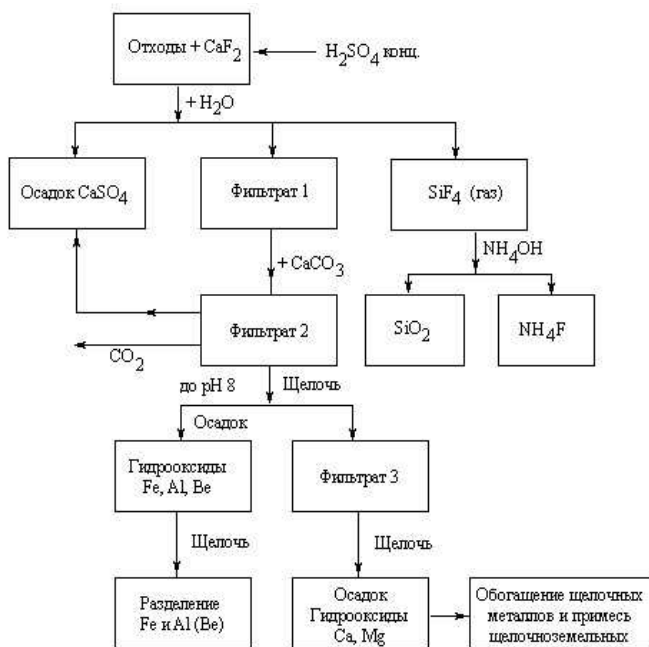 Отходы + CaF2
H2SO4 конц.
+ H2O
Осадок CaSO4
Фильтрат 1
SiF4 (газ)
NH4OH
+ CaCO3
SiO2
NH4F
Фильтрат 2
CO2
до pH 8
Щелочь
Осадок
Гидрооксиды
Fe, Al, Be
Фильтрат 3
Щелочь
Щелочь
Разделение
Fe и Al (Be)
Осадок
Гидрооксиды
Ca, Mg
Обогащение щелочных
металлов и примесь
щелочноземельных